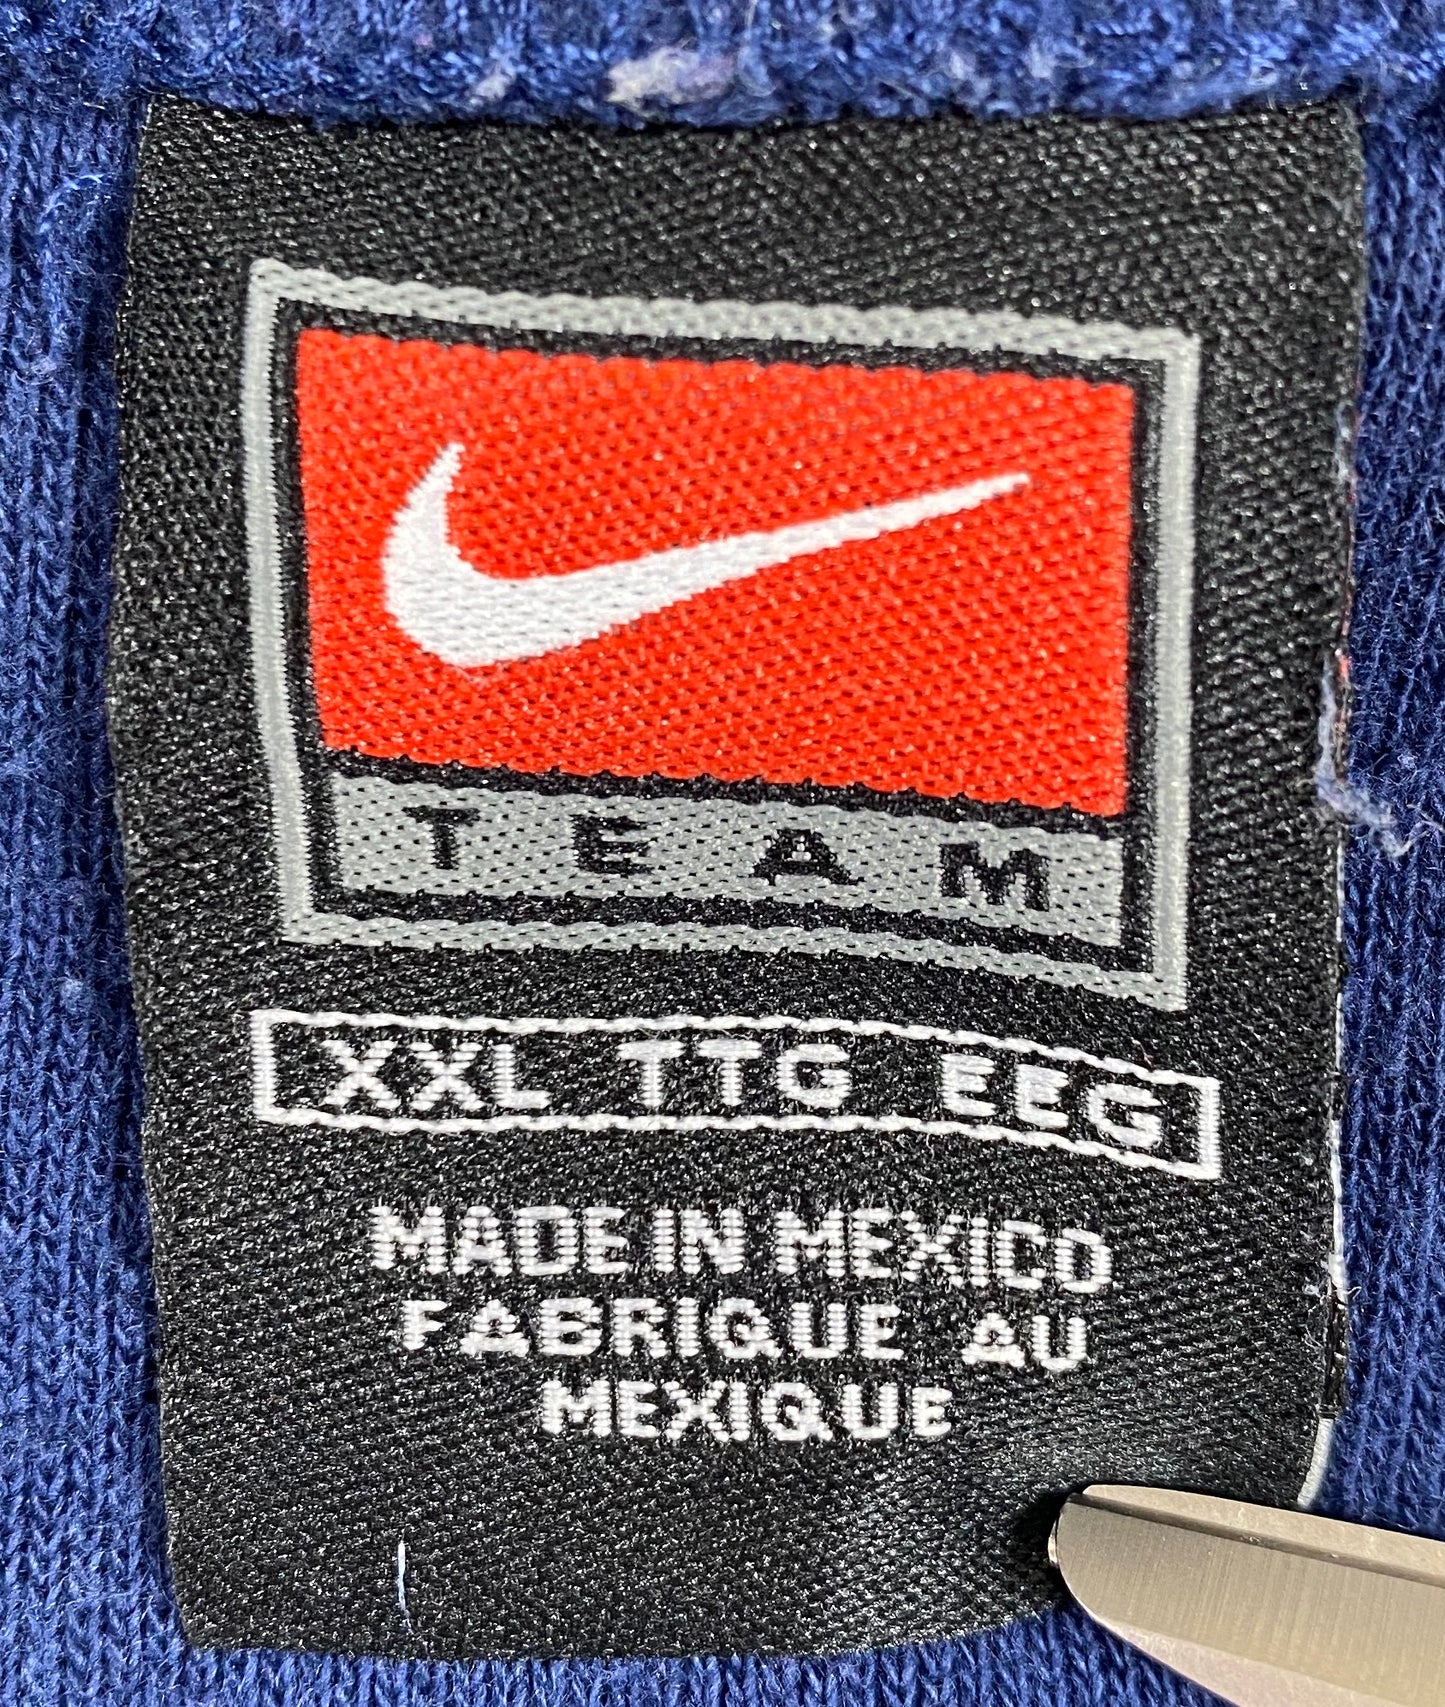 TEAM
XXL TTG EEG
MADE IN MEXICO
FABRIQUE AU
MEXIQUE